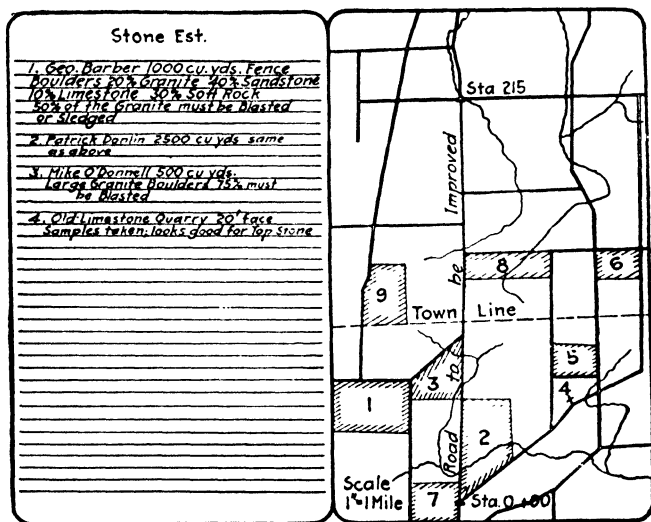 Stone Est.
1. Geo. Barber 1000 cu. yds. Fence
Boulders 20% Granite 40% Sandstone
10% Limestone 30% Soft Rock
50% of the Granite must be Blasted
or Sledged
2. Patrick Donlin 2500 cu yds same
as above
3. Mike O'Donnell 500 cu yds.
Large Granite Boulders 75% must
be Blasted
4. Old Limestone Quarry 20' face
Samples taken; looks good for Top Stone
Sta 215
Road to be Improved
8
6
9
Town Line
5
3
4
1
2
Scale
1"=1 Mile
7
Sta. 0+00